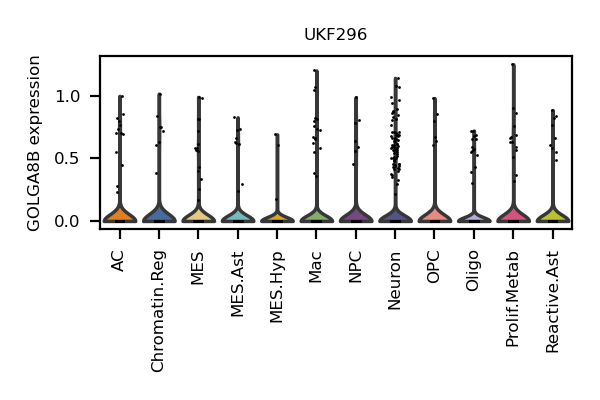 UKF296
GOLGA8B expression
1.0
0.5
0.0
AC
Chromatin.Reg
MES
MES.Ast
MES.Hyp
Mac
NPC
Neuron
OPC
Oligo
Prolif.Metab
Reactive.Ast